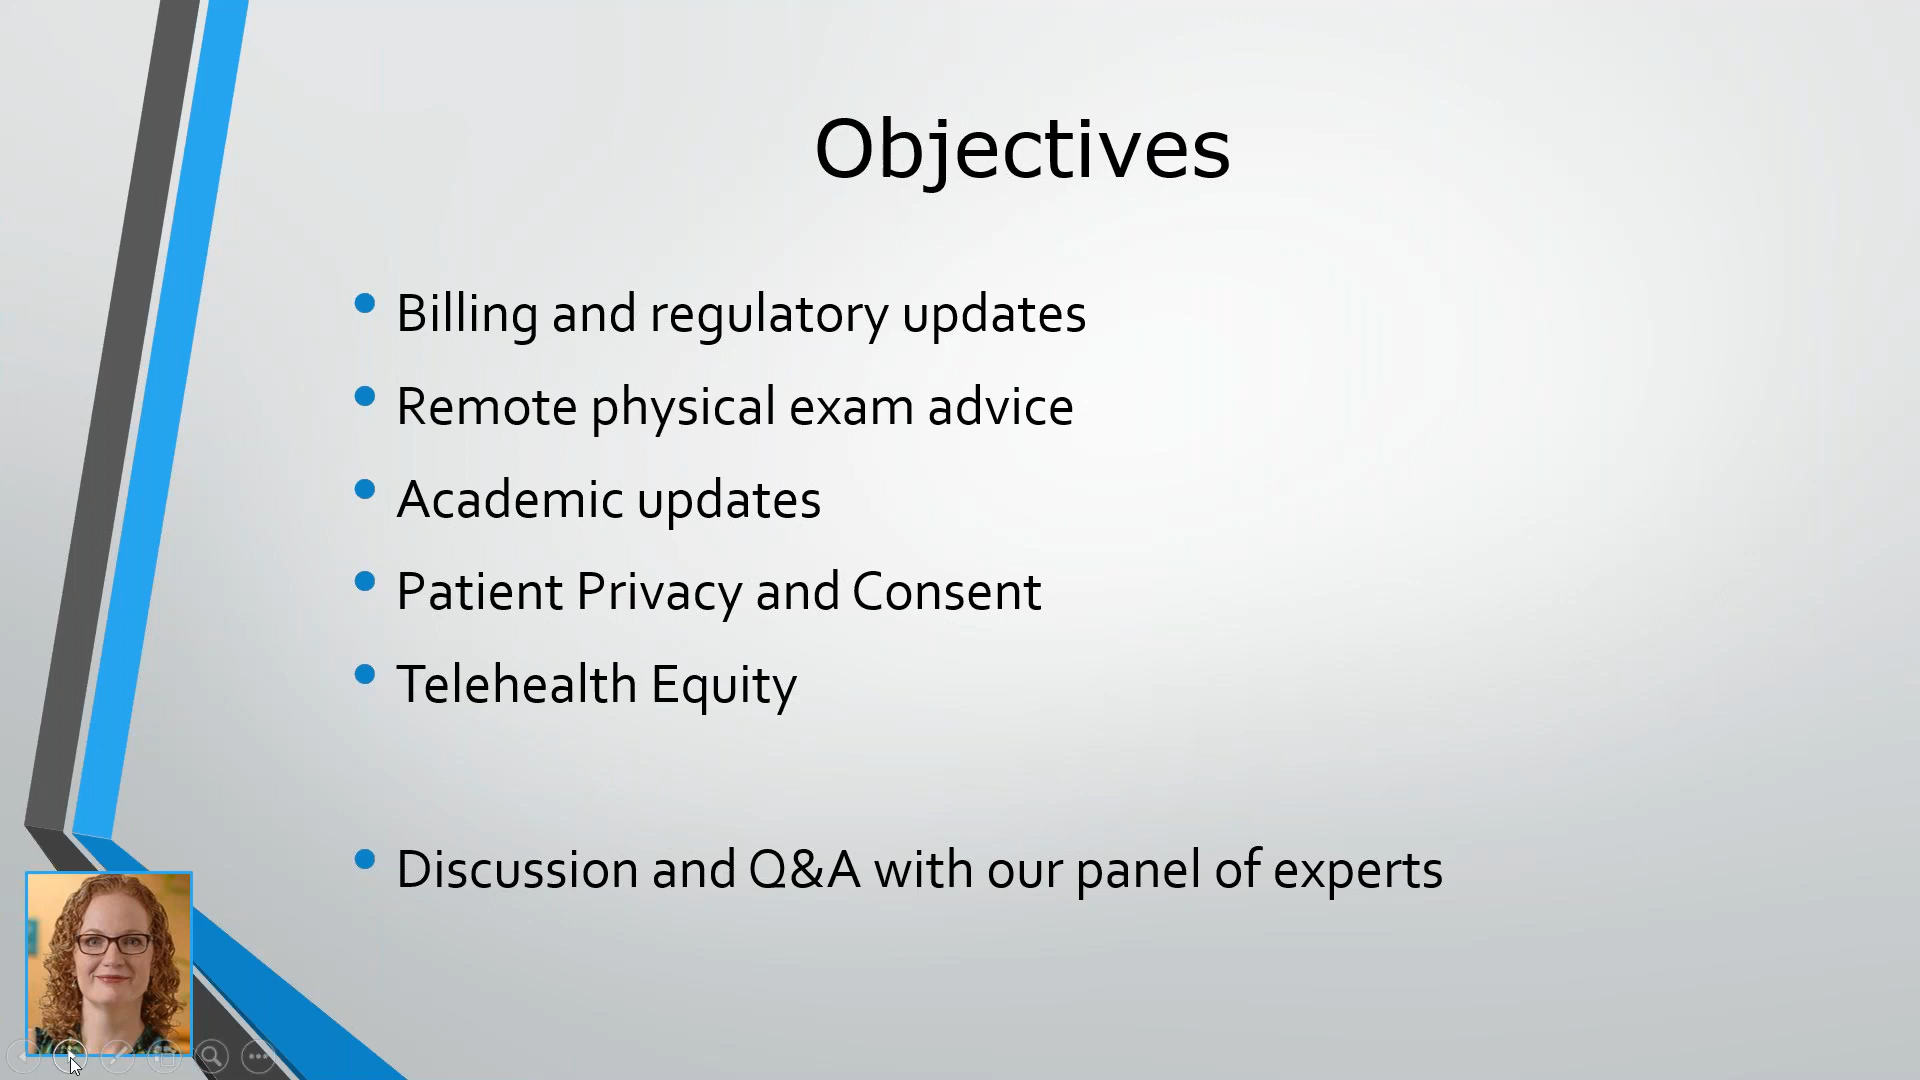 Objectives
Billing and regulatory updates
Remote physical exam advice
Academic updates
Patient Privacy and Consent
Telehealth Equity
Discussion and Q&A with our panel of experts